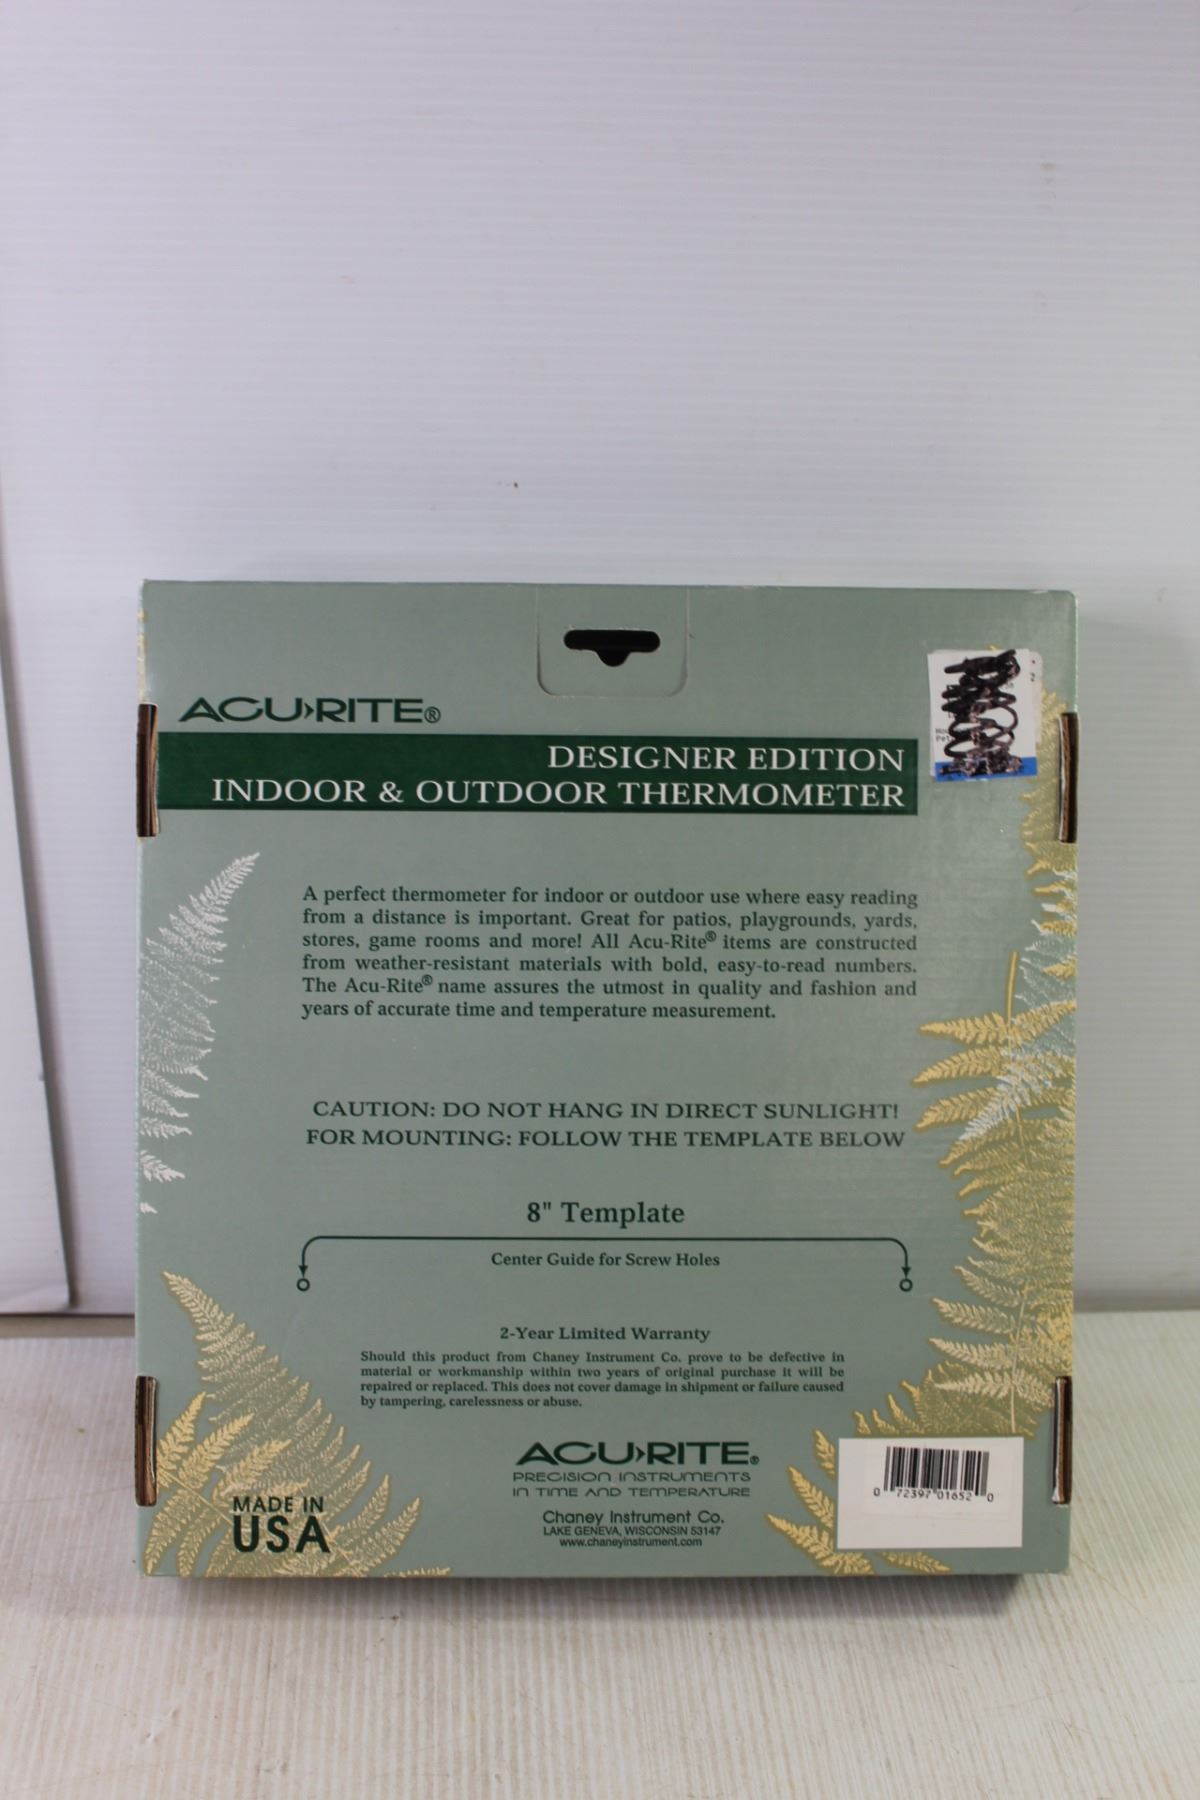 ACU›RITE®
DESIGNER EDITION
INDOOR & OUTDOOR THERMOMETER
A perfect thermometer for indoor or outdoor use where easy reading
from a distance is important. Great for patios, playgrounds, yards,
stores, game rooms and more! All Acu-Rite® items are constructed
from weather-resistant materials with bold, easy-to-read numbers.
The Acu-Rite® name assures the utmost in quality and fashion and
years of accurate time and temperature measurement.
CAUTION: DO NOT HANG IN DIRECT SUNLIGHT!
FOR MOUNTING: FOLLOW THE TEMPLATE BELOW
8" Template
Center Guide for Screw Holes
2-Year Limited Warranty
Should this product from Chaney Instrument Co. prove to be defective in
material or workmanship within two years of original purchase it will be
repaired or replaced. This does not cover damage in shipment or failure caused
by tampering, carelessness or abuse.
ACU›RITE®
PRECISION INSTRUMENTS
IN TIME AND TEMPERATURE
Chaney Instrument Co.
LAKE GENEVA, WISCONSIN 53147
www.chaneyinstrument.com
MADE IN
USA
0 72397 01652 0